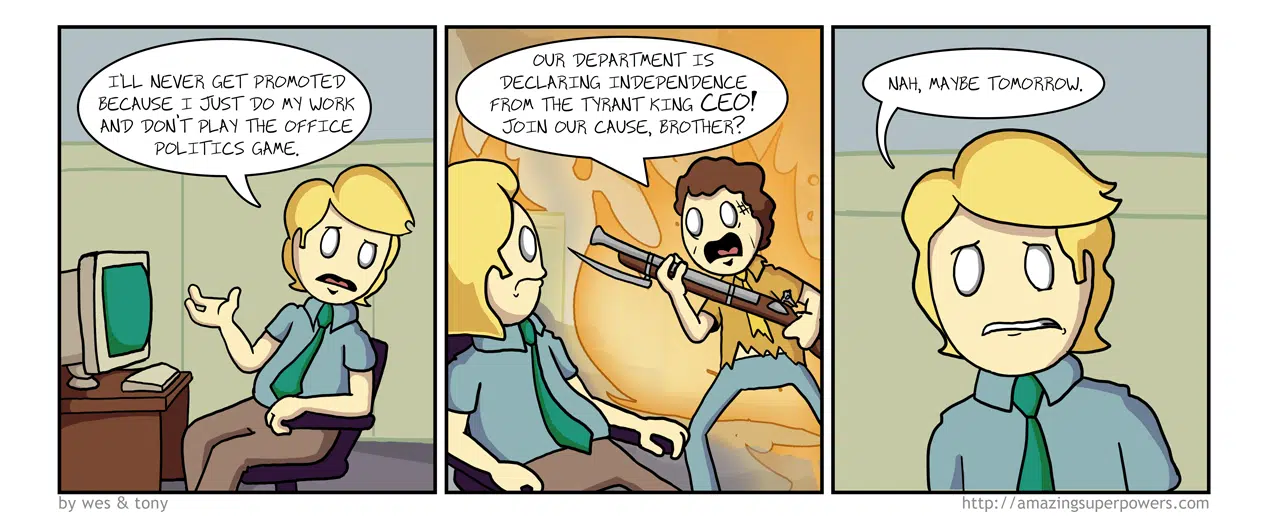 I'LL NEVER GET PROMOTED
BECAUSE I JUST DO MY WORK
AND DON'T PLAY THE OFFICE
POLITICS GAME.
OUR DEPARTMENT IS
DECLARING INDEPENDENCE
FROM THE TYRANT KING CEO!
JOIN OUR CAUSE, BROTHER?
NAH, MAYBE TOMORROW.
by wes & tony
http://amazingsuperpowers.com